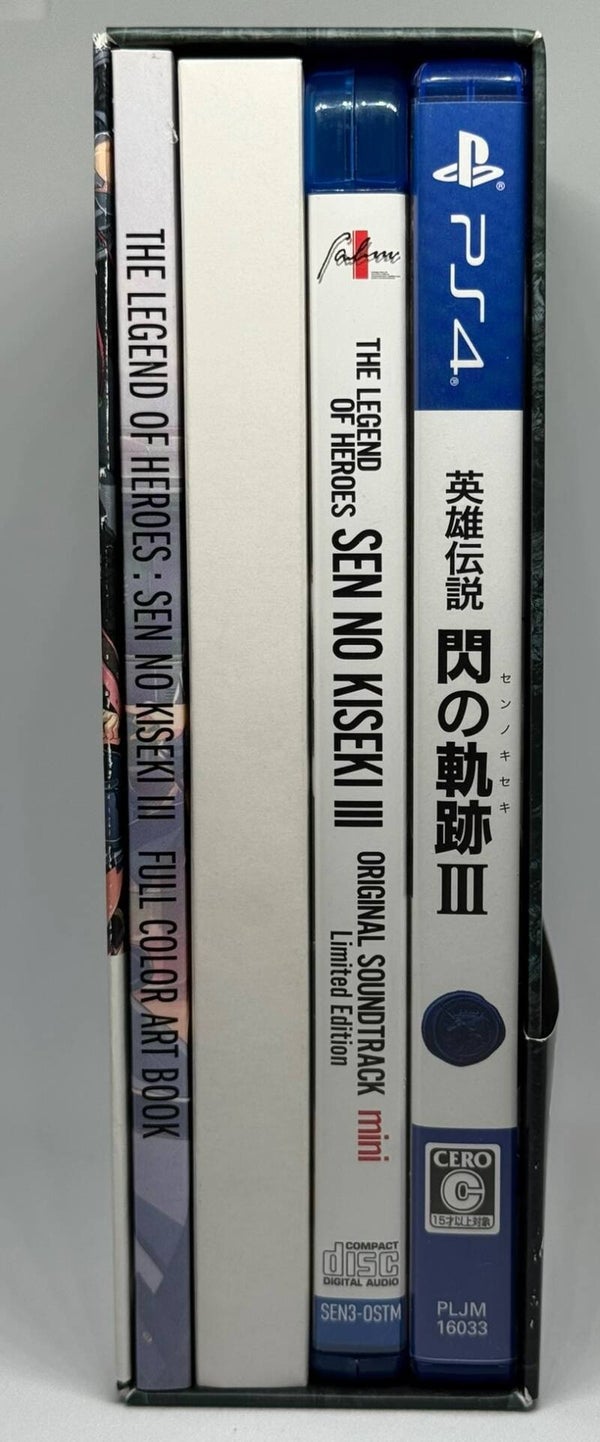 THE LEGEND OF HEROES : SEN NO KISEKI III FULL COLOR ART BOOK
falcom
THE LEGEND
OF HEROES
SEN NO KISEKI III
ORIGINAL SOUNDTRACK mini
Limited Edition
COMPACT
disc
DIGITAL AUDIO
SEN3-OSTM
PS4
英雄伝説
閃の軌跡III
センノキセキ
CERO
C
15才以上対象
PLJM
16033